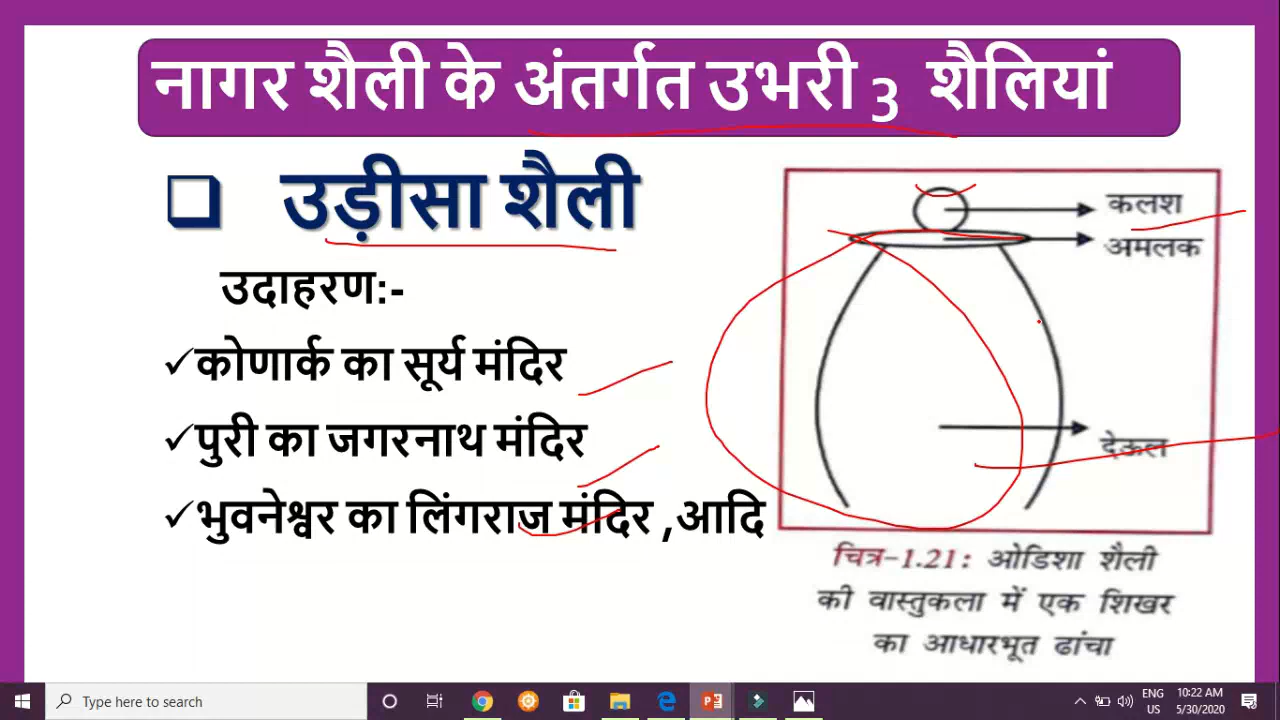 नागर शैली के अंतर्गत उभरी 3 शैलियां
उड़ीसा शैली
उदाहरण:-
कोणार्क का सूर्य मंदिर
पुरी का जगरनाथ मंदिर
भुवनेश्वर का लिंगराज मंदिर ,आदि
कलश
अमलक
देऊल
चित्र-1.21: ओडिशा शैली
की वास्तुकला में एक शिखर
का आधारभूत ढांचा
Type here to search
ENG
US
10:22 AM
5/30/2020